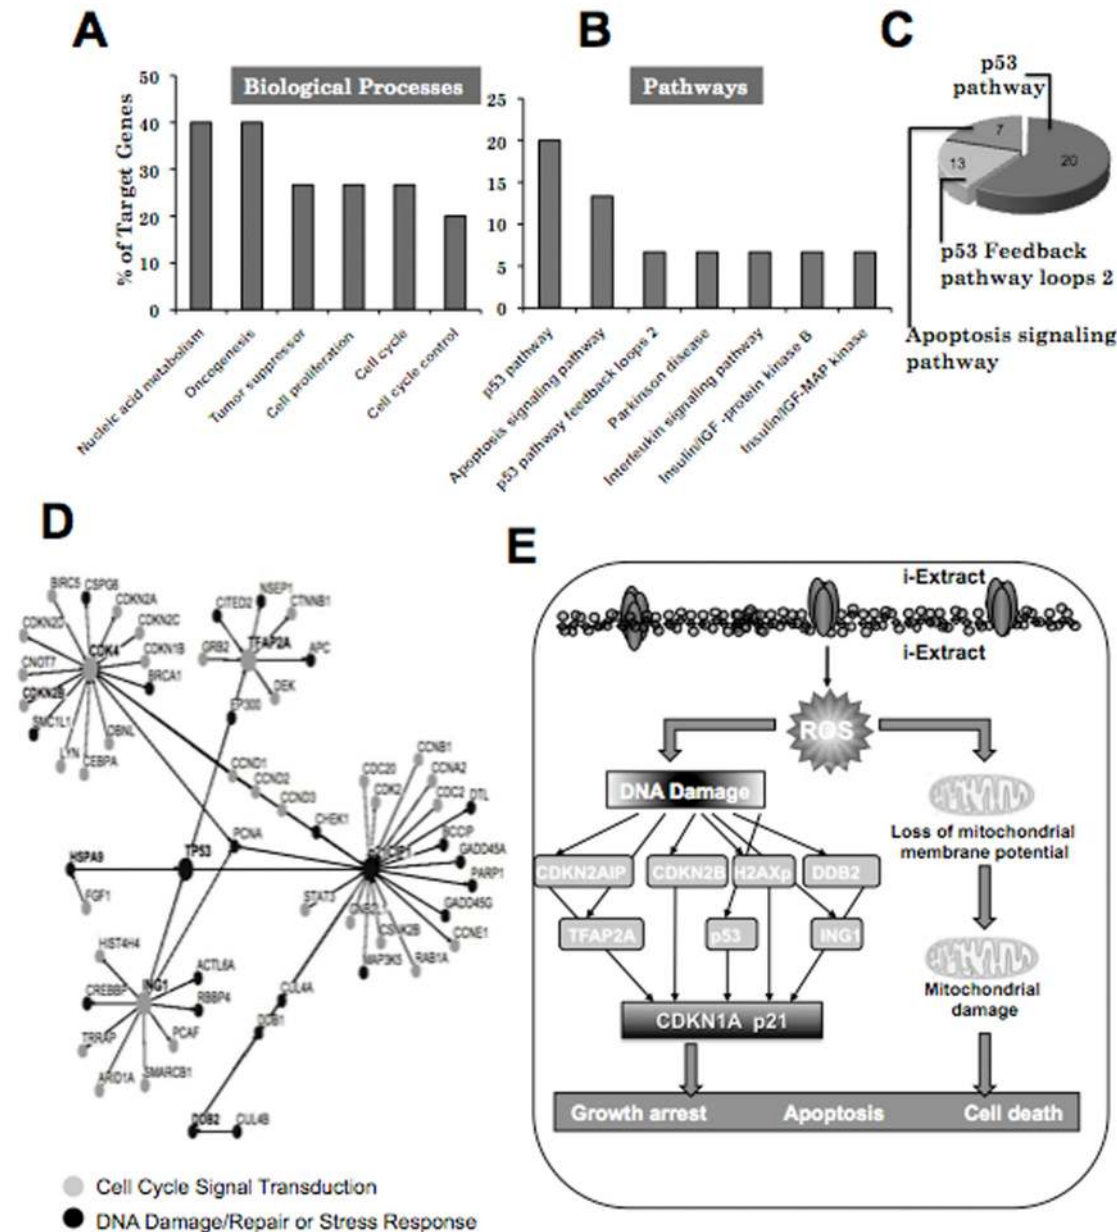 A
Biological Processes
% of Target Genes
50
40
30
20
10
0
Nucleic acid metabolism
Oncogenesis
Tumor suppressor
Cell proliferation
Cell cycle
Cell cycle control
B
Pathways
25
20
15
10
5
0
p53 pathway
Apoptosis signaling pathway
p53 pathway feedback loops 2
Parkinson disease
Interleukin signaling pathway
Insulin/IGF -protein kinase B
Insulin/IGF-MAP kinase
C
p53
pathway
7
13
20
p53 Feedback
pathway loops 2
Apoptosis signaling
pathway
D
BIRC5
CSPG6
CDKN2A
CDKN2C
CDKN2D
CDK4
CDKN1B
CNOT7
BRCA1
CDKN2B
SMC1L1
LYN
CEBPA
NSEP1
CITED2
CTNNB1
GRB2
TFAP2A
APC
DEK
EP300
CCND1
CCND2
CCND3
CHEK1
PCNA
TP53
HSPA9
FGF1
CCNB1
CDC20
CCNA2
CDK2
CDC2
DTL
BCCIP
GADD45A
PARP1
GADD45G
CCNE1
STAT3
CSNK2B
RAB1A
MAP3K5
CUL4A
DDB1
DDB2
CUL4B
HIST4H4
ACTL6A
ING1
CREBBP
RBBP4
TRRAP
PCAF
ARID1A
SMARCB1
Cell Cycle Signal Transduction
DNA Damage/Repair or Stress Response
E
i-Extract
i-Extract
ROS
DNA Damage
CDKN2AIP
CDKN2B
H2AXp
DDB2
TFAP2A
p53
ING1
CDKN1A p21
Loss of mitochondrial
membrane potential
Mitochondrial
damage
Growth arrest
Apoptosis
Cell death